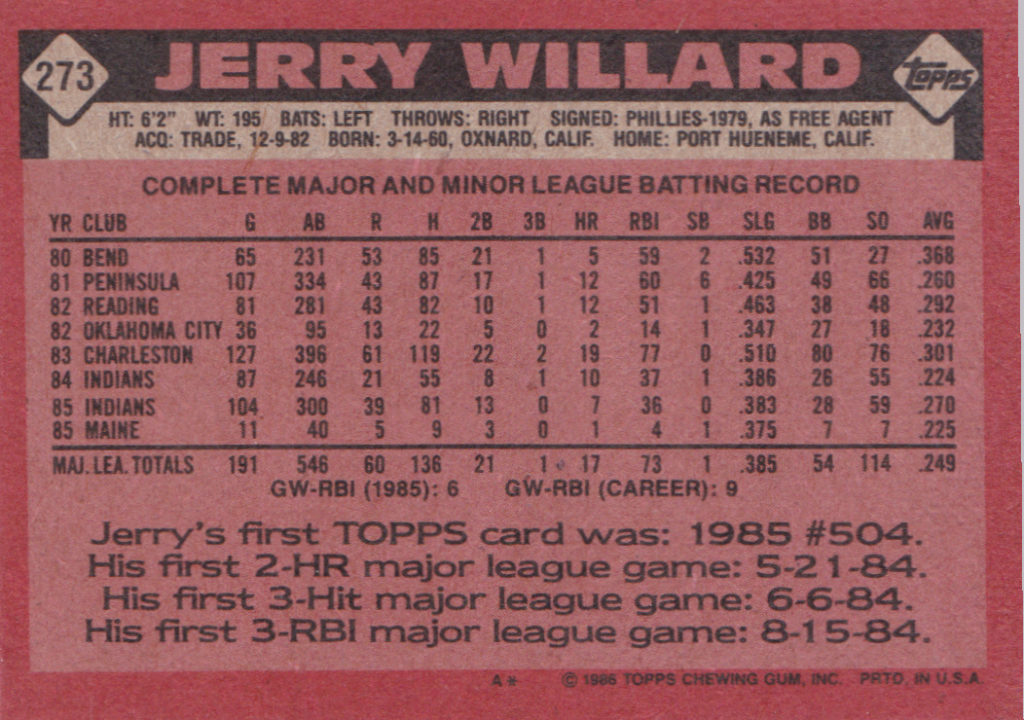 273 JERRY WILLARD topps
HT: 6'2" WT: 195 BATS: LEFT THROWS: RIGHT SIGNED: PHILLIES-1979, AS FREE AGENT
ACQ: TRADE, 12-9-82 BORN: 3-14-60, OXNARD, CALIF. HOME: PORT HUENEME, CALIF.
COMPLETE MAJOR AND MINOR LEAGUE BATTING RECORD
YR CLUB G AB R H 2B 3B HR RBI SB SLG BB SO AVG
80 BEND 65 231 53 85 21 1 5 59 2 .532 51 27 .368
81 PENINSULA 107 334 43 87 17 1 12 60 6 .425 49 66 .260
82 READING 81 281 43 82 10 1 12 51 1 .463 38 48 .292
82 OKLAHOMA CITY 36 95 13 22 5 0 2 14 1 .347 27 18 .232
83 CHARLESTON 127 396 61 119 22 2 19 77 0 .510 80 76 .301
84 INDIANS 87 246 21 55 8 1 10 37 1 .386 26 55 .224
85 INDIANS 104 300 39 81 13 0 7 36 0 .383 28 59 .270
85 MAINE 11 40 5 9 3 0 1 4 1 .375 7 7 .225
MAJ. LEA. TOTALS 191 546 60 136 21 1 17 73 1 .385 54 114 .249
GW-RBI (1985): 6 GW-RBI (CAREER): 9
Jerry's first TOPPS card was: 1985 #504.
His first 2-HR major league game: 5-21-84.
His first 3-Hit major league game: 6-6-84.
His first 3-RBI major league game: 8-15-84.
A* © 1986 TOPPS CHEWING GUM, INC. PRTD. IN U.S.A.